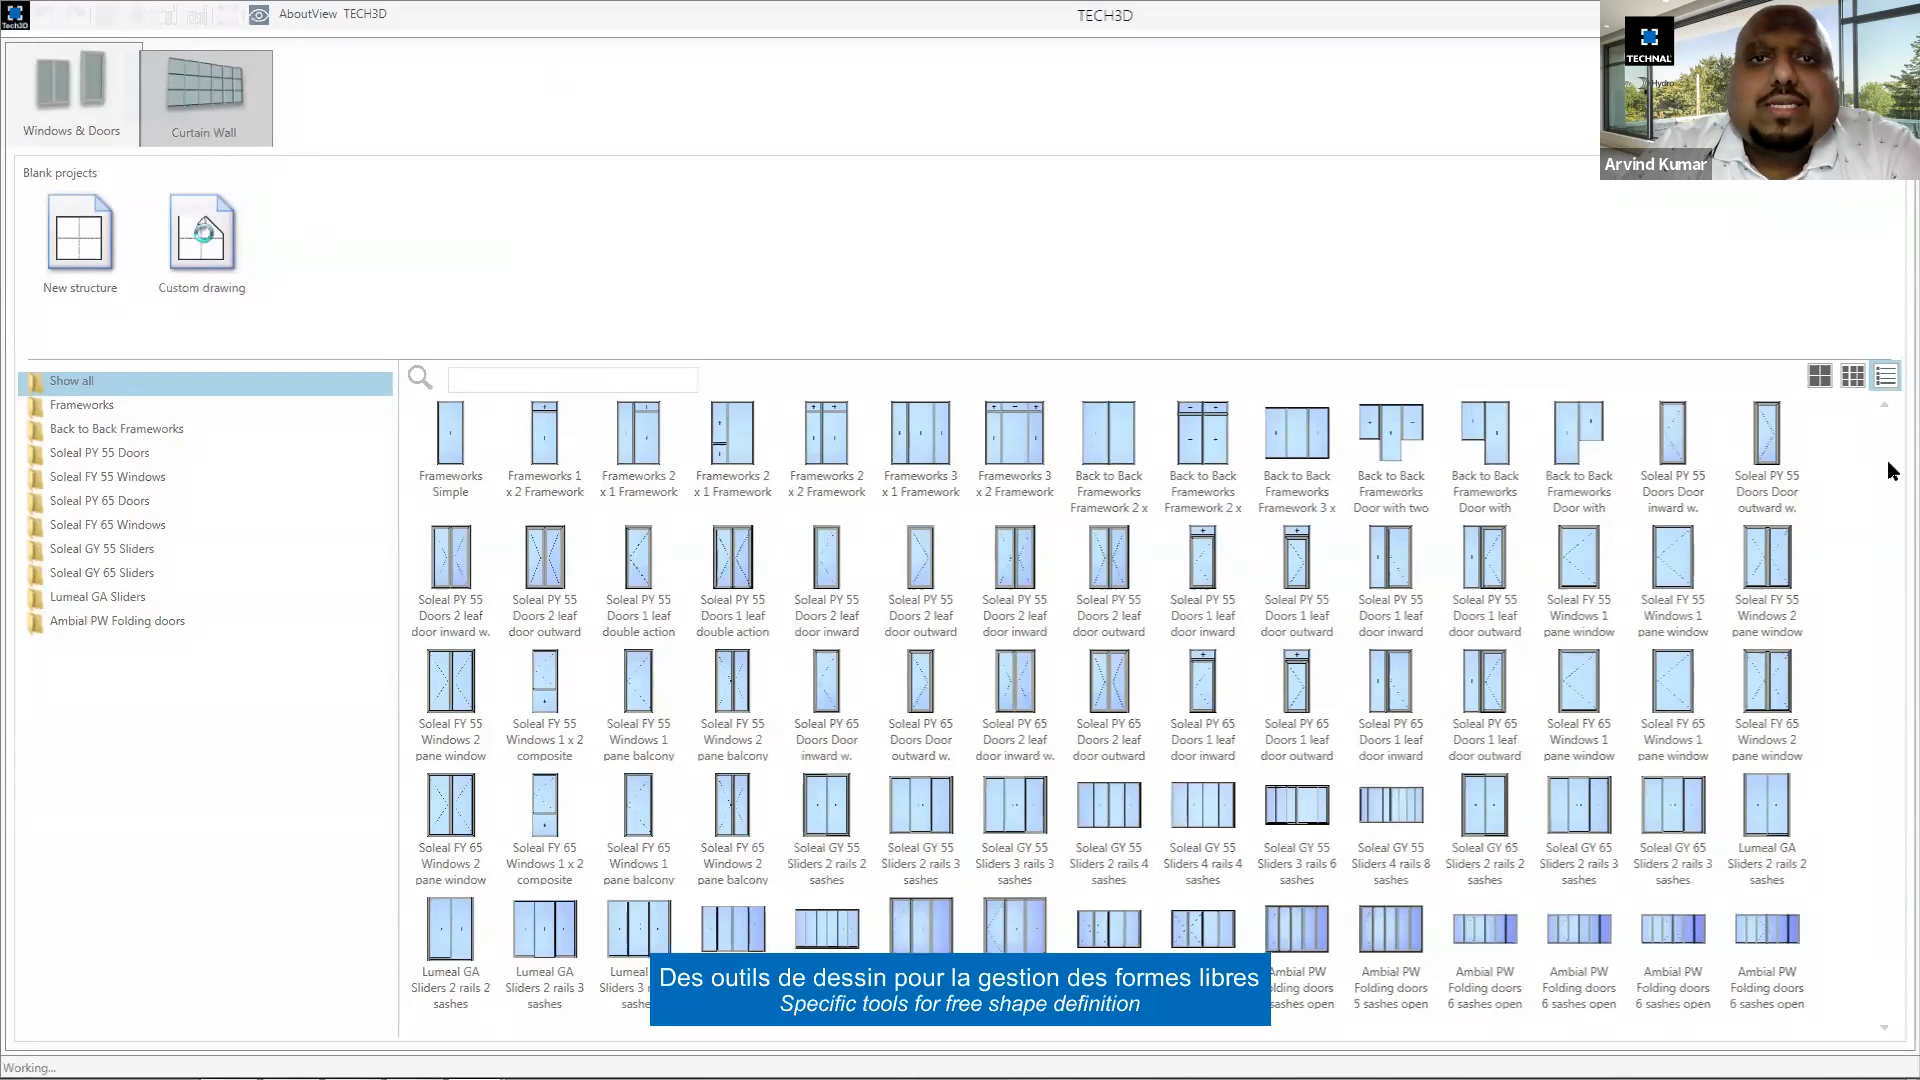 Tech3D
AboutView TECH3D
TECH3D
TECHNAL
Hydro
Arvind Kumar
Windows & Doors
Curtain Wall
Blank projects
New structure
Custom drawing
Show all
Frameworks
Back to Back Frameworks
Soleal PY 55 Doors
Soleal FY 55 Windows
Soleal PY 65 Doors
Soleal FY 65 Windows
Soleal GY 55 Sliders
Soleal GY 65 Sliders
Lumeal GA Sliders
Ambial PW Folding doors
Frameworks Frameworks 1 Frameworks 2 Frameworks 2 Frameworks 2 Frameworks 3 Frameworks 3 Back to Back Back to Back Back to Back Back to Back Back to Back Back to Back Soleal PY 55 Soleal PY 55
Simple x 2 Framework x 1 Framework x 1 Framework x 2 Framework x 1 Framework x 2 Framework Frameworks Frameworks Frameworks Frameworks Frameworks Frameworks Doors Door Doors Door
Framework 2 x Framework 2 x Framework 3 x Door with two Door with Door with inward w. outward w.
Soleal PY 55 Soleal PY 55 Soleal PY 55 Soleal PY 55 Soleal PY 55 Soleal PY 55 Soleal PY 55 Soleal PY 55 Soleal PY 55 Soleal PY 55 Soleal PY 55 Soleal PY 55 Soleal FY 55 Soleal FY 55 Soleal FY 55
Doors 2 leaf Doors 2 leaf Doors 1 leaf Doors 1 leaf Doors 2 leaf Doors 2 leaf Doors 2 leaf Doors 2 leaf Doors 1 leaf Doors 1 leaf Doors 1 leaf Doors 1 leaf Windows 1 Windows 1 Windows 2
door inward w. door outward double action double action door inward door outward door inward door outward door inward door outward door inward door outward pane window pane window pane window
Soleal FY 55 Soleal FY 55 Soleal FY 55 Soleal FY 55 Soleal PY 65 Soleal PY 65 Soleal PY 65 Soleal PY 65 Soleal PY 65 Soleal PY 65 Soleal PY 65 Soleal PY 65 Soleal FY 65 Soleal FY 65 Soleal FY 65
Windows 2 Windows 1 x 2 Windows 1 Windows 2 Doors Door Doors Door Doors 2 leaf Doors 2 leaf Doors 1 leaf Doors 1 leaf Doors 1 leaf Doors 1 leaf Windows 1 Windows 1 Windows 2
pane window composite pane balcony pane balcony inward w. outward w. door inward w. door outward door inward door outward door inward door outward pane window pane window pane window
Soleal FY 65 Soleal FY 65 Soleal FY 65 Soleal FY 65 Soleal GY 55 Soleal GY 55 Soleal GY 55 Soleal GY 55 Soleal GY 55 Soleal GY 55 Soleal GY 55 Soleal GY 65 Soleal GY 65 Soleal GY 65 Lumeal GA
Windows 2 Windows 1 x 2 Windows 1 Windows 2 Sliders 2 rails 2 Sliders 2 rails 3 Sliders 3 rails 3 Sliders 2 rails 4 Sliders 4 rails 4 Sliders 3 rails 6 Sliders 4 rails 8 Sliders 2 rails 2 Sliders 2 rails 3 Sliders 2 rails 3 Sliders 2 rails 2
pane window composite pane balcony pane balcony sashes sashes sashes sashes sashes sashes sashes sashes sashes sashes sashes
Lumeal GA Lumeal GA Lumeal Ambial PW Ambial PW Ambial PW Ambial PW Ambial PW Ambial PW
Sliders 2 rails 2 Sliders 2 rails 3 Sliders 3 Folding doors Folding doors Folding doors Folding doors Folding doors Folding doors
sashes sashes sashe sashes open 5 sashes open 6 sashes open 6 sashes open 6 sashes open 6 sashes open
Des outils de dessin pour la gestion des formes libres
Specific tools for free shape definition
Working...